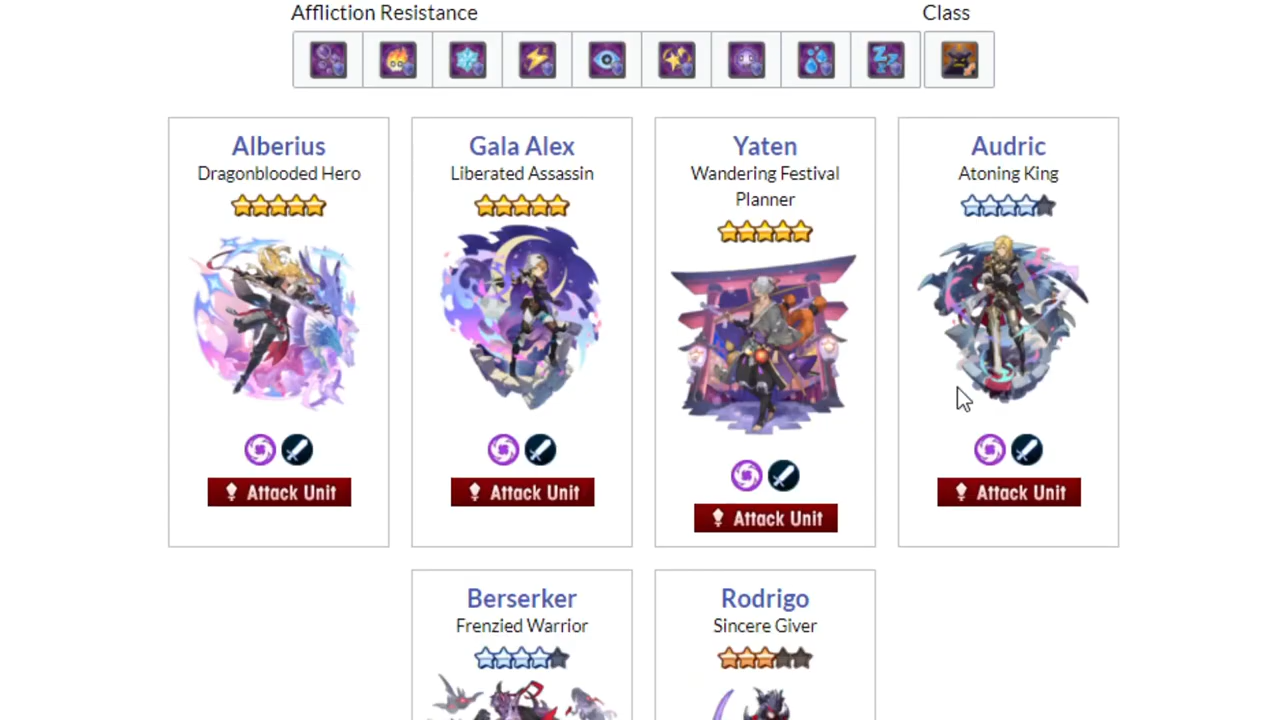 Affliction Resistance
Class
Alberius
Dragonblooded Hero
Attack Unit
Gala Alex
Liberated Assassin
Attack Unit
Yaten
Wandering Festival
Planner
Attack Unit
Audric
Atoning King
Attack Unit
Berserker
Frenzied Warrior
Rodrigo
Sincere Giver